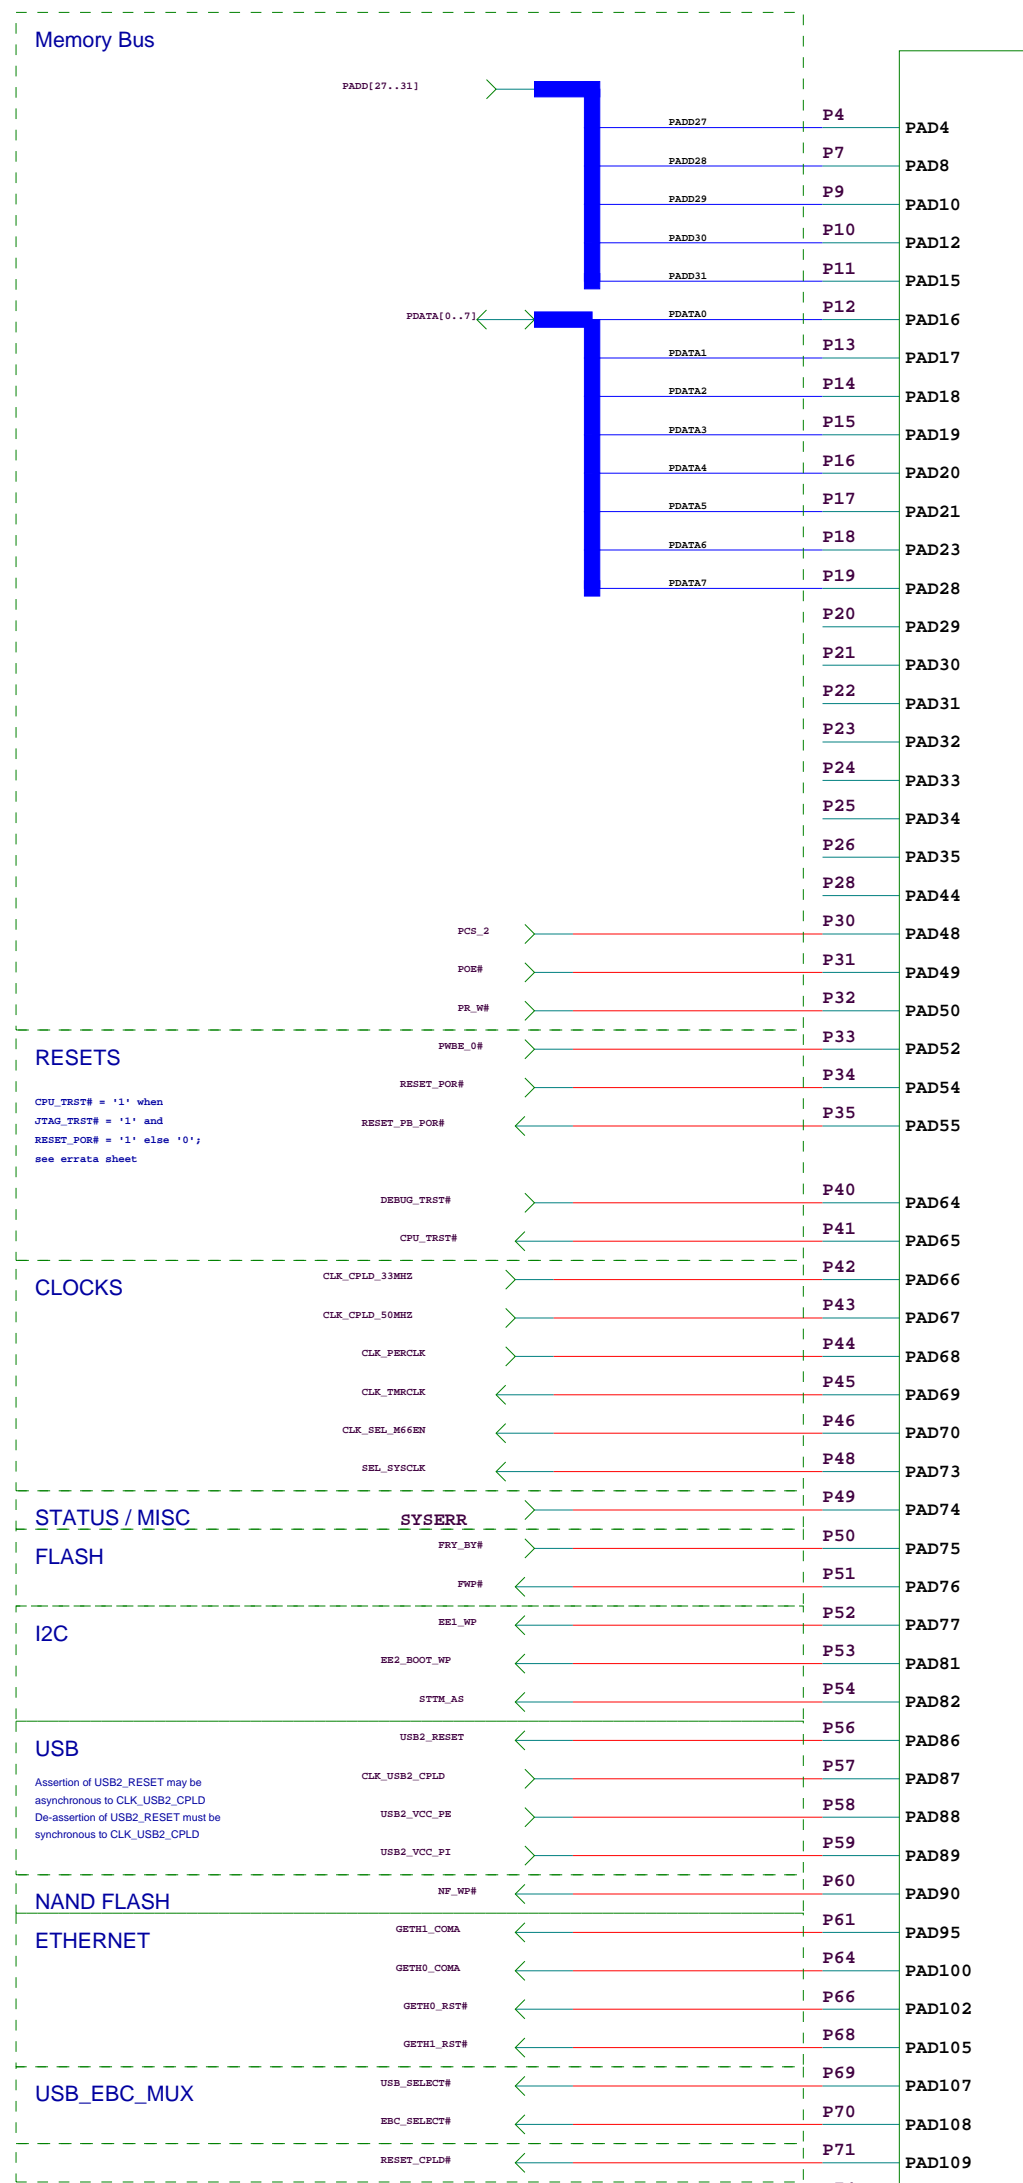 Memory Bus
PADD[27..31]
PADD27 P4 PAD4
PADD28 P7 PAD8
PADD29 P9 PAD10
PADD30 P10 PAD12
PADD31 P11 PAD15
PDATA[0..7] PDATA0 P12 PAD16
PDATA1 P13 PAD17
PDATA2 P14 PAD18
PDATA3 P15 PAD19
PDATA4 P16 PAD20
PDATA5 P17 PAD21
PDATA6 P18 PAD23
PDATA7 P19 PAD28
P20 PAD29
P21 PAD30
P22 PAD31
P23 PAD32
P24 PAD33
P25 PAD34
P26 PAD35
P28 PAD44
PCS_2 P30 PAD48
POE# P31 PAD49
PR_W# P32 PAD50
RESETS PWBE_0# P33 PAD52
RESET_POR# P34 PAD54
CPU_TRST# = '1' when
JTAG_TRST# = '1' and
RESET_PB_POR# P35 PAD55
RESET_POR# = '1' else '0';
see errata sheet
DEBUG_TRST# P40 PAD64
CPU_TRST# P41 PAD65
CLOCKS CLK_CPLD_33MHZ P42 PAD66
CLK_CPLD_50MHZ P43 PAD67
CLK_PERCLK P44 PAD68
CLK_TMRCLK P45 PAD69
CLK_SEL_M66EN P46 PAD70
SEL_SYSCLK P48 PAD73
STATUS / MISC SYSERR P49 PAD74
FLASH FRY_BY# P50 PAD75
FWP# P51 PAD76
I2C EE1_WP P52 PAD77
EE2_BOOT_WP P53 PAD81
STTM_AS P54 PAD82
USB USB2_RESET P56 PAD86
CLK_USB2_CPLD P57 PAD87
Assertion of USB2_RESET may be
asynchronous to CLK_USB2_CPLD
De-assertion of USB2_RESET must be
synchronous to CLK_USB2_CPLD
USB2_VCC_PE P58 PAD88
USB2_VCC_PI P59 PAD89
NAND FLASH NF_WP# P60 PAD90
ETHERNET GETH1_COMA P61 PAD95
GETH0_COMA P64 PAD100
GETH0_RST# P66 PAD102
GETH1_RST# P68 PAD105
USB_EBC_MUX USB_SELECT# P69 PAD107
EBC_SELECT# P70 PAD108
RESET_CPLD# P71 PAD109